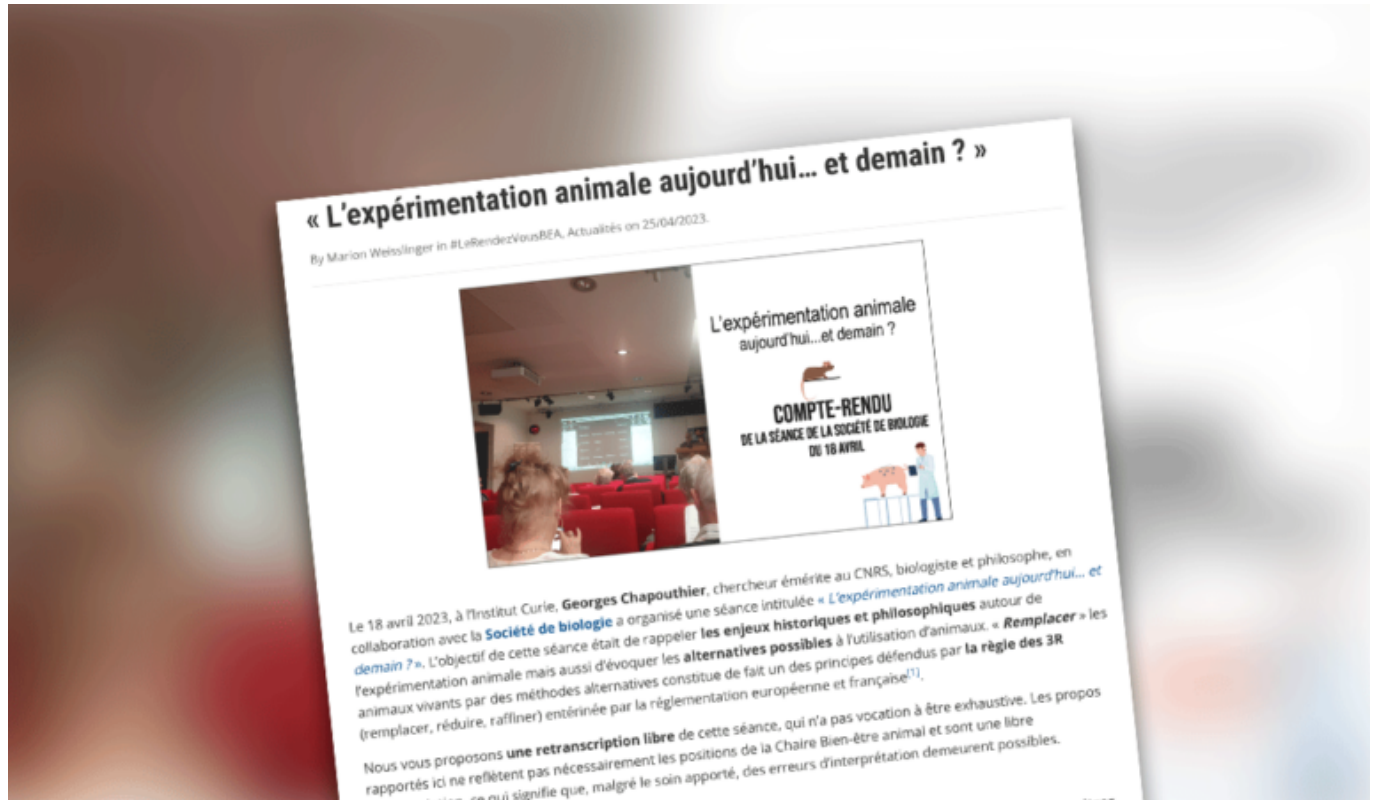 « L'expérimentation animale aujourd'hui... et demain ? »
By Marion Weisslinger in #LeRendezVousBEA, Actualités on 25/04/2023.
L'expérimentation animale
aujourd'hui...et demain ?
COMPTE-RENDU
DE LA SÉANCE DE LA SOCIÉTÉ DE BIOLOGIE
DU 18 AVRIL
Le 18 avril 2023, à l'Institut Curie, Georges Chapouthier, chercheur émérite au CNRS, biologiste et philosophe, en
collaboration avec la Société de biologie a organisé une séance intitulée « L'expérimentation animale aujourd'hui... et
demain ? ». L'objectif de cette séance était de rappeler les enjeux historiques et philosophiques autour de
l'expérimentation animale mais aussi d'évoquer les alternatives possibles à l'utilisation d'animaux. « Remplacer » les
animaux vivants par des méthodes alternatives constitue de fait un des principes défendus par la règle des 3R
(remplacer, réduire, raffiner) entérinée par la réglementation européenne et française[1].
Nous vous proposons une retranscription libre de cette séance, qui n'a pas vocation à être exhaustive. Les propos
rapportés ici ne reflètent pas nécessairement les positions de la Chaire Bien-être animal et sont une libre
ce qui signifie que, malgré le soin apporté, des erreurs d'interprétation demeurent possibles.